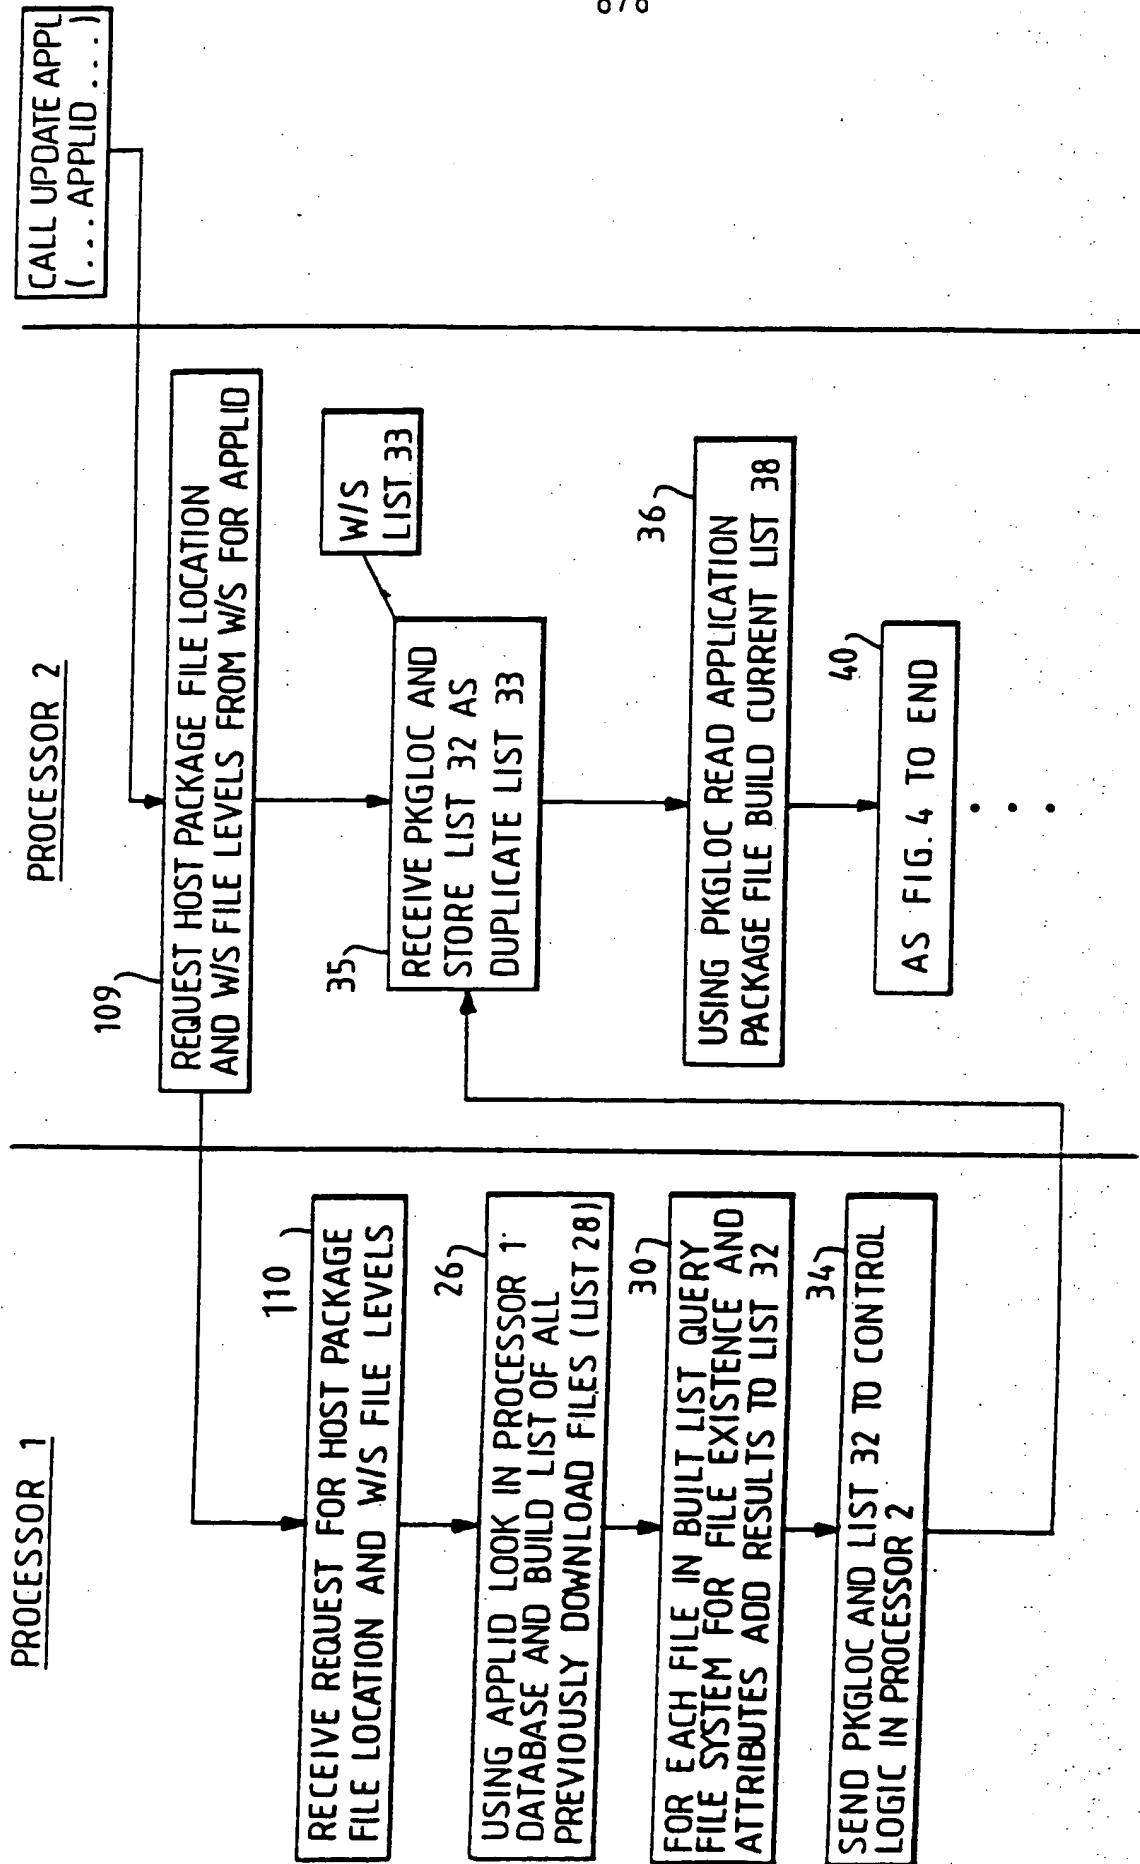 8/8
PROCESSOR 1
110
RECEIVE REQUEST FOR HOST PACKAGE
FILE LOCATION AND W/S FILE LEVELS
26
USING APPLID LOOK IN PROCESSOR 1
DATABASE AND BUILD LIST OF ALL
PREVIOUSLY DOWNLOAD FILES (LIST 28)
30
FOR EACH FILE IN BUILT LIST QUERY
FILE SYSTEM FOR FILE EXISTENCE AND
ATTRIBUTES ADD RESULTS TO LIST 32
34
SEND PKGLOC AND LIST 32 TO CONTROL
LOGIC IN PROCESSOR 2
PROCESSOR 2
109
REQUEST HOST PACKAGE FILE LOCATION
AND W/S FILE LEVELS FROM W/S FOR APPLID
35
RECEIVE PKGLOC AND
STORE LIST 32 AS
DUPLICATE LIST 33
W/S
LIST 33
36
USING PKGLOC READ APPLICATION
PACKAGE FILE BUILD CURRENT LIST 38
40
AS FIG. 4 TO END
. . .
CALL UPDATE APPL
(... APPLID ....)